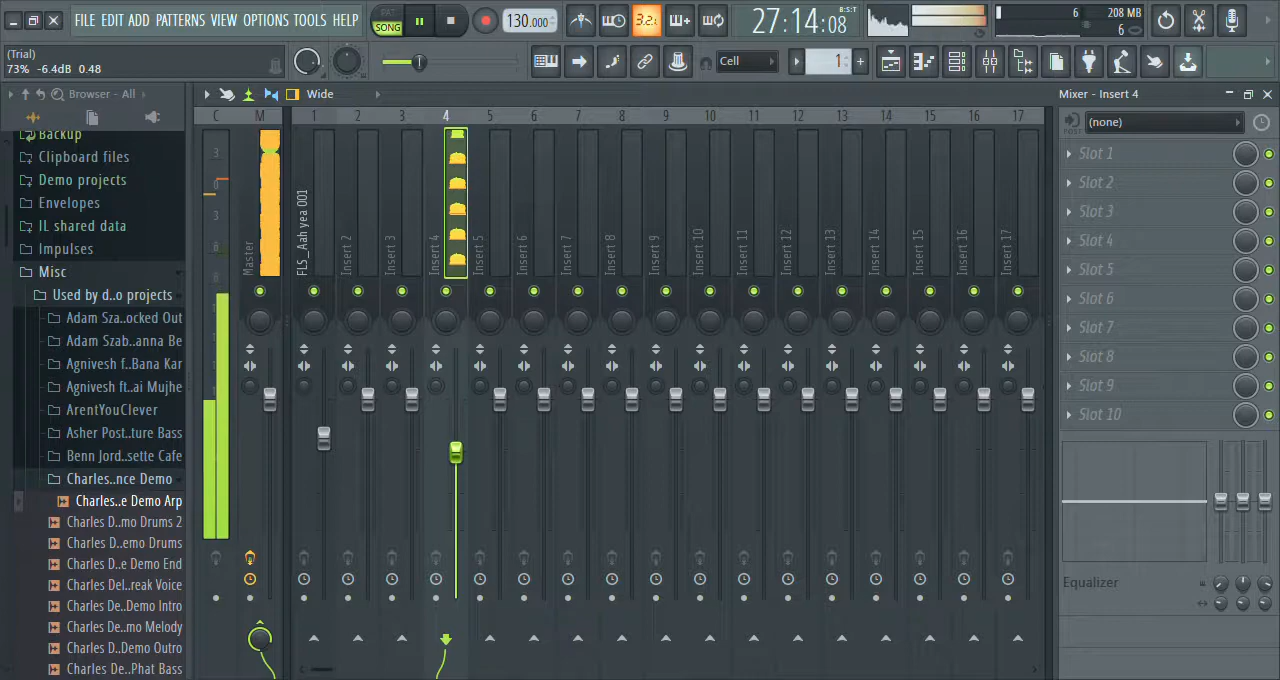 FILE EDIT ADD PATTERNS VIEW OPTIONS TOOLS HELP
PAT
SONG
130.000
3.2:
27:14:08
B:S:T
6
208 MB
6
(Trial)
73% -6.4dB 0.48
Cell
1
Browser - All
Wide
Mixer - Insert 4
Backup
Clipboard files
Demo projects
Envelopes
IL shared data
Impulses
Misc
Used by d..o projects
Adam Sza..ocked Out
Adam Szab..anna Be
Agnivesh f..Bana Kar
Agnivesh ft..ai Mujhe
ArentYouClever
Asher Post..ture Bass
Benn Jord..sette Cafe
Charles..nce Demo
Charles..e Demo Arp
Charles D..mo Drums 2
Charles D..emo Drums
Charles D..e Demo End
Charles Del..reak Voice
Charles De..Demo Intro
Charles De..mo Melody
Charles D..Demo Outro
Charles De..Phat Bass
C M 1 2 3 4 5 6 7 8 9 10 11 12 13 14 15 16 17
3
0
3
6
Master
FLS_Aah yea 001
Insert 2
Insert 3
Insert 4
Insert 5
Insert 6
Insert 7
Insert 8
Insert 9
Insert 10
Insert 11
Insert 12
Insert 13
Insert 14
Insert 15
Insert 16
Insert 17
POST
(none)
Slot 1
Slot 2
Slot 3
Slot 4
Slot 5
Slot 6
Slot 7
Slot 8
Slot 9
Slot 10
Equalizer